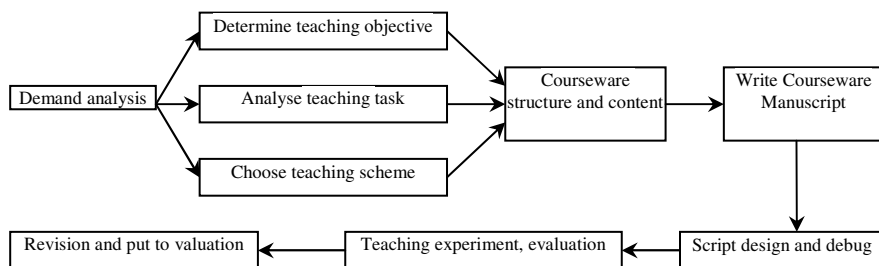 Determine teaching objective
Demand analysis
Analyse teaching task
Choose teaching scheme
Courseware
structure and content
Write Courseware
Manuscript
Script design and debug
Teaching experiment, evaluation
Revision and put to valuation